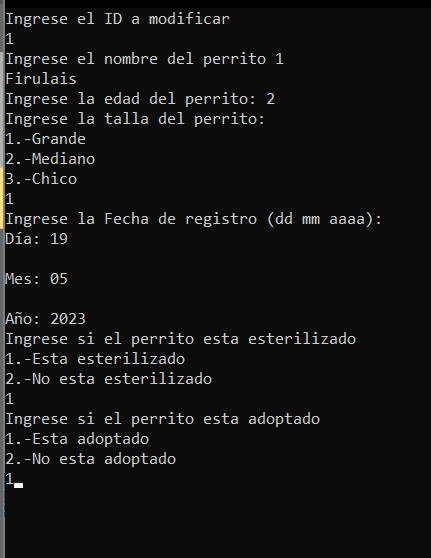 Ingrese el ID a modificar
1
Ingrese el nombre del perrito 1
Firulais
Ingrese la edad del perrito: 2
Ingrese la talla del perrito:
1.-Grande
2.-Mediano
3.-Chico
1
Ingrese la Fecha de registro (dd mm aaaa):
Día: 19
Mes: 05
Año: 2023
Ingrese si el perrito esta esterilizado
1.-Esta esterilizado
2.-No esta esterilizado
1
Ingrese si el perrito esta adoptado
1.-Esta adoptado
2.-No esta adoptado
1